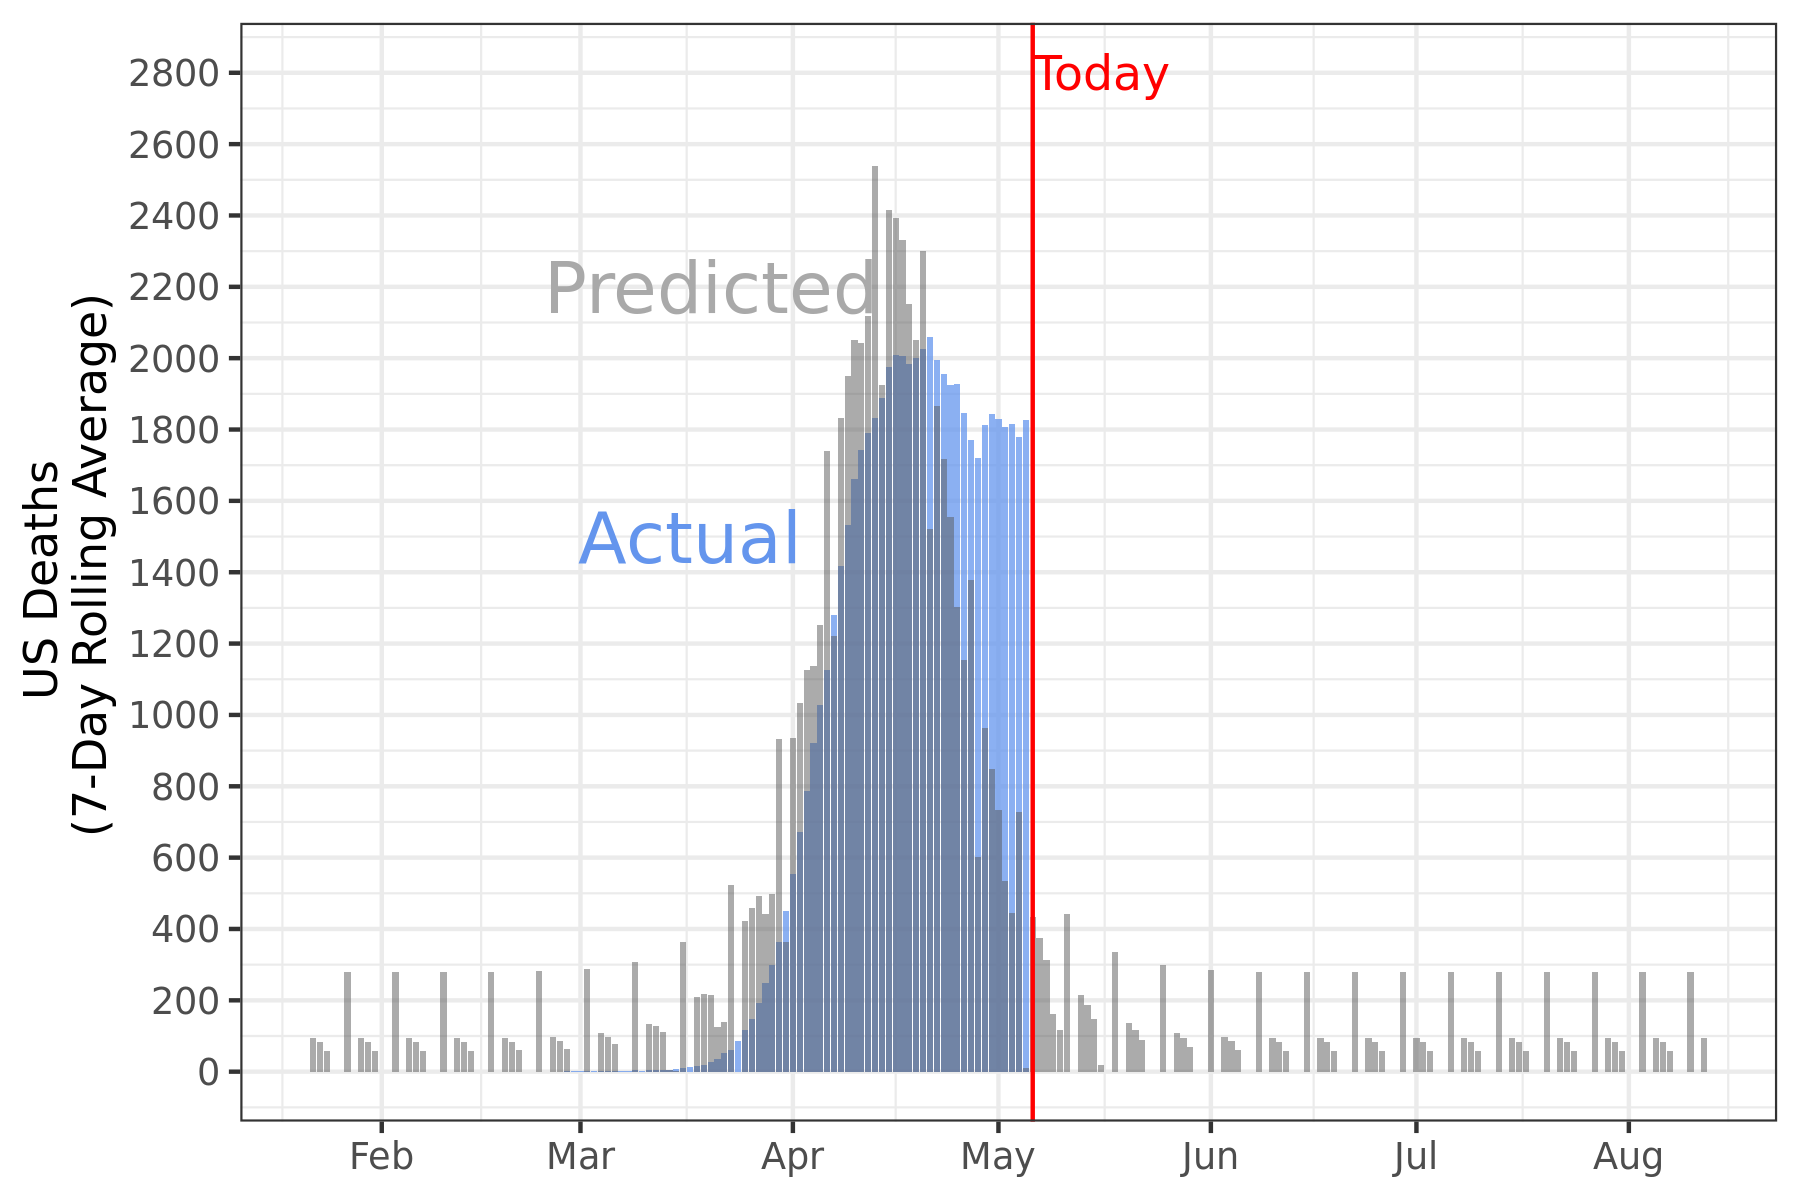 US Deaths
(7-Day Rolling Average)
2800
2600
2400
2200
2000
1800
1600
1400
1200
1000
800
600
400
200
0
Today
Predicted
Actual
Feb
Mar
Apr
May
Jun
Jul
Aug